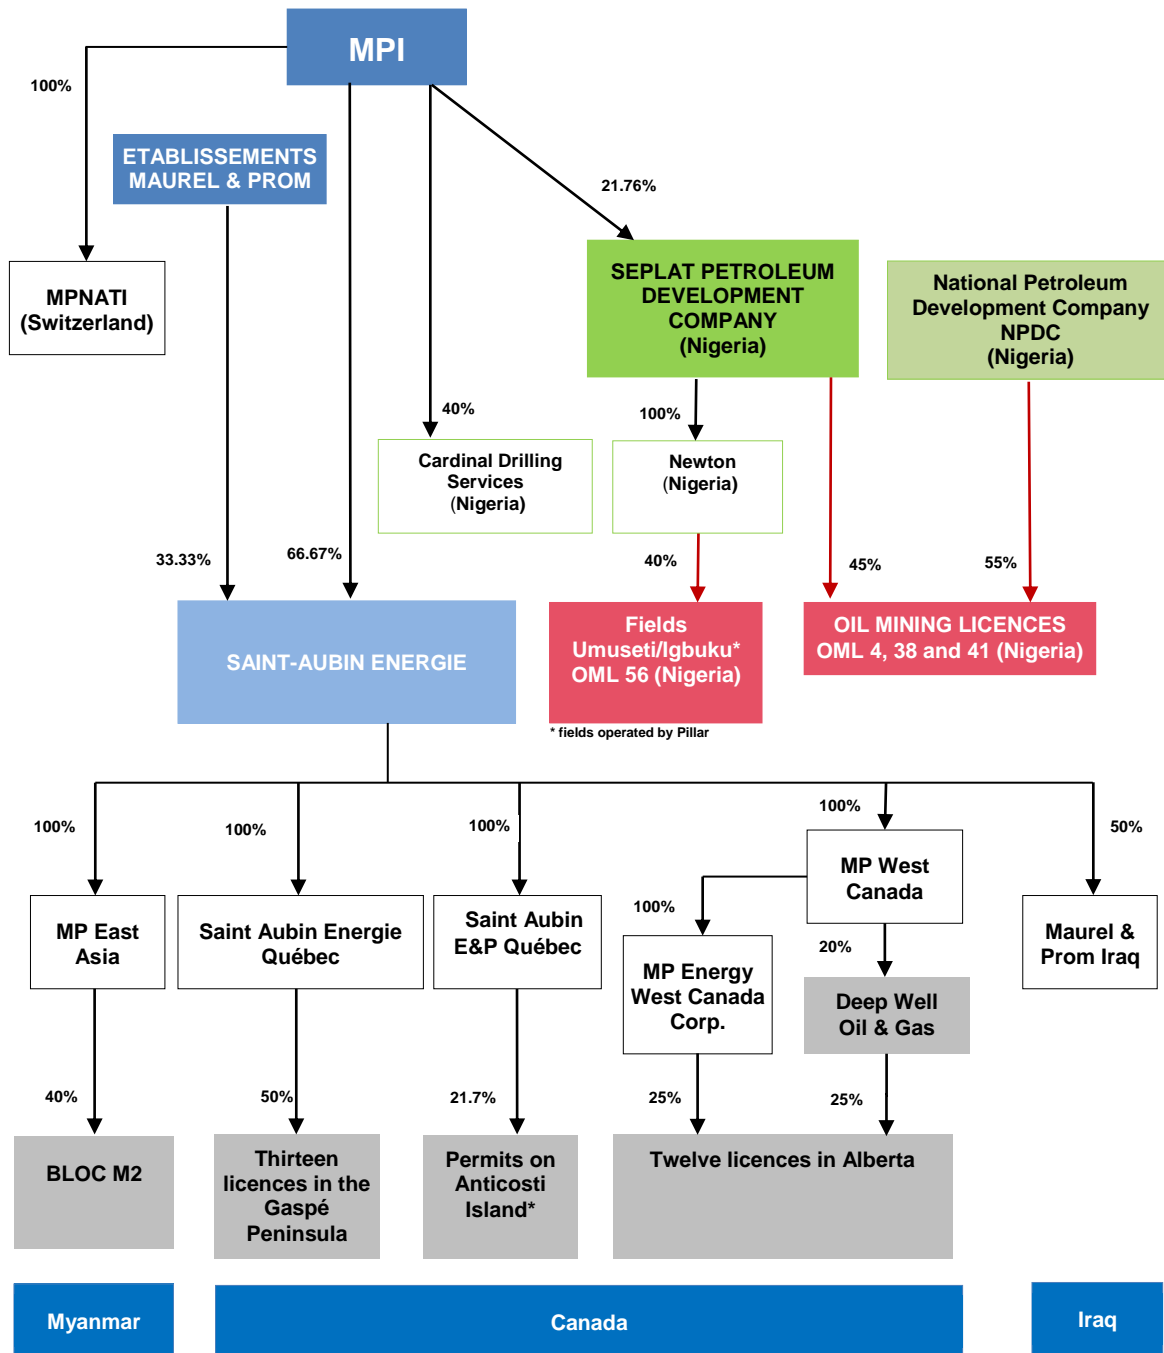 MPI
100%
ETABLISSEMENTS
MAUREL & PROM
21.76%
MPNATI
(Switzerland)
SEPLAT PETROLEUM
DEVELOPMENT
COMPANY
(Nigeria)
National Petroleum
Development Company
NPDC
(Nigeria)
40%
100%
Cardinal Drilling
Services
(Nigeria)
Newton
(Nigeria)
33.33%
66.67%
40%
45%
55%
SAINT-AUBIN ENERGIE
Fields
Umuseti/Igbuku*
OML 56 (Nigeria)
OIL MINING LICENCES
OML 4, 38 and 41 (Nigeria)
* fields operated by Pillar
100%
100%
100%
100%
50%
MP West
Canada
MP East
Asia
Saint Aubin Energie
Québec
Saint Aubin
E&P Québec
100%
20%
Maurel &
Prom Iraq
MP Energy
West Canada
Corp.
Deep Well
Oil & Gas
40%
50%
21.7%
25%
25%
BLOC M2
Thirteen
licences in the
Gaspé
Peninsula
Permits on
Anticosti
Island*
Twelve licences in Alberta
Myanmar
Canada
Iraq